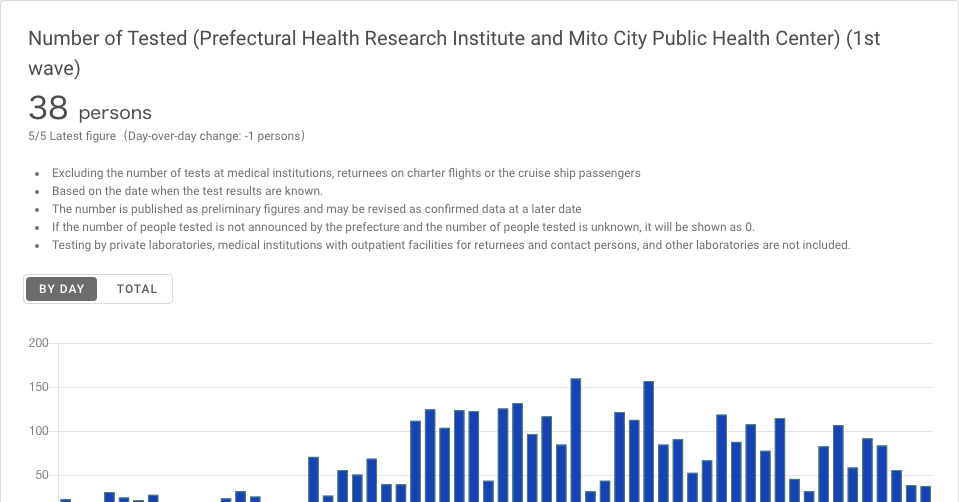 Number of Tested (Prefectural Health Research Institute and Mito City Public Health Center) (1st
wave)
38 persons
5/5 Latest figure（Day-over-day change: -1 persons）
• Excluding the number of tests at medical institutions, returnees on charter flights or the cruise ship passengers
• Based on the date when the test results are known.
• The number is published as preliminary figures and may be revised as confirmed data at a later date
• If the number of people tested is not announced by the prefecture and the number of people tested is unknown, it will be shown as 0.
• Testing by private laboratories, medical institutions with outpatient facilities for returnees and contact persons, and other laboratories are not included.
BY DAY TOTAL
200
150
100
50